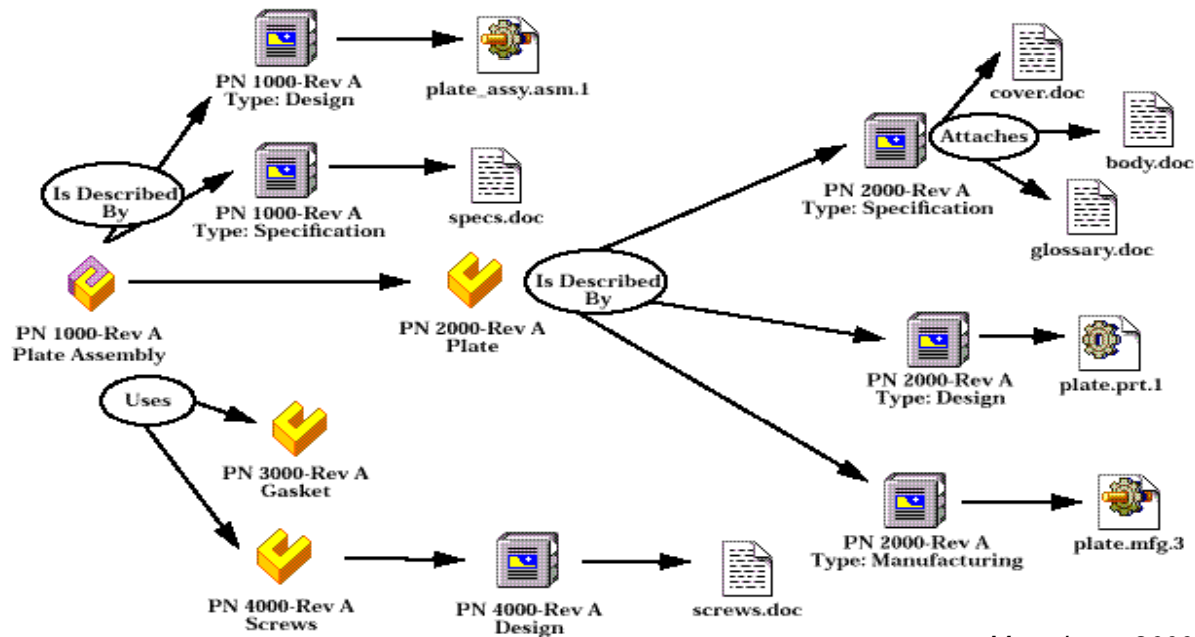 PN 1000-Rev A
Type: Design
plate_assy.asm.1
cover.doc
Attaches
body.doc
PN 2000-Rev A
Type: Specification
glossary.doc
Is Described
By
PN 1000-Rev A
Type: Specification
specs.doc
PN 1000-Rev A
Plate Assembly
PN 2000-Rev A
Plate
Is Described
By
PN 2000-Rev A
Type: Design
plate.prt.1
Uses
PN 3000-Rev A
Gasket
PN 2000-Rev A
Type: Manufacturing
plate.mfg.3
PN 4000-Rev A
Screws
PN 4000-Rev A
Design
screws.doc